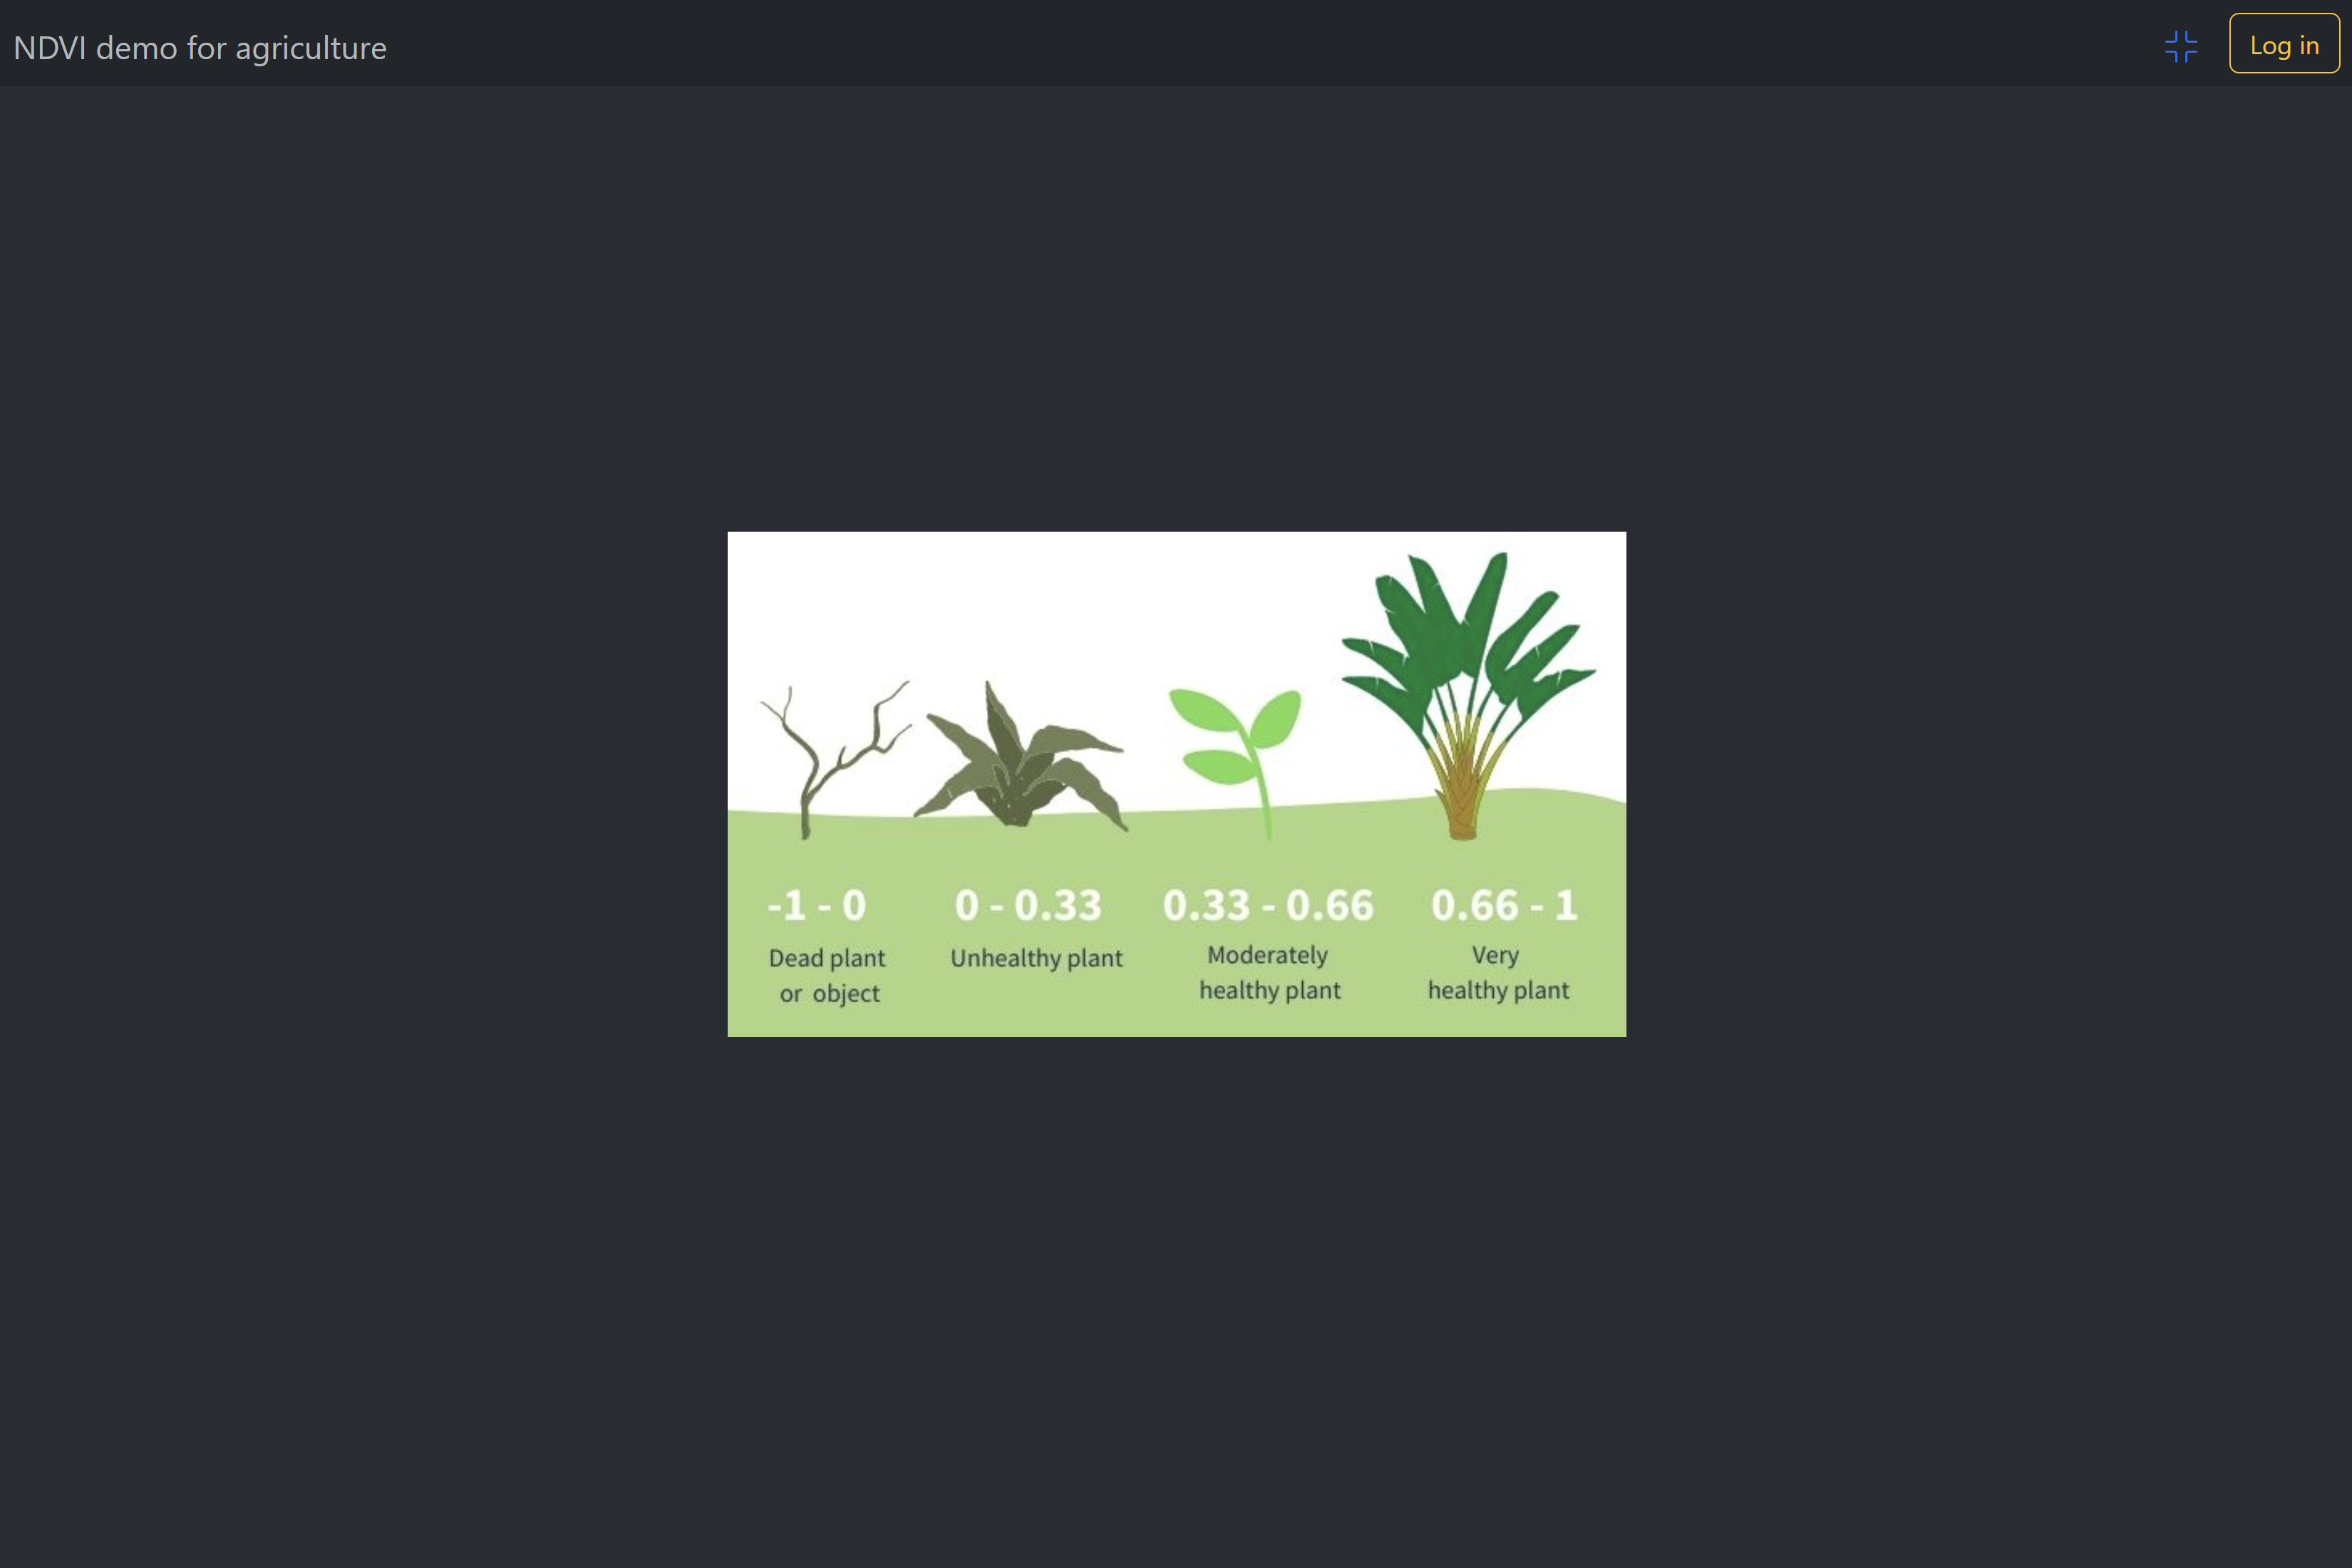 NDVI demo for agriculture
Log in
-1 - 0
0 - 0.33
0.33 - 0.66
0.66 - 1
Dead plant
or object
Unhealthy plant
Moderately
healthy plant
Very
healthy plant